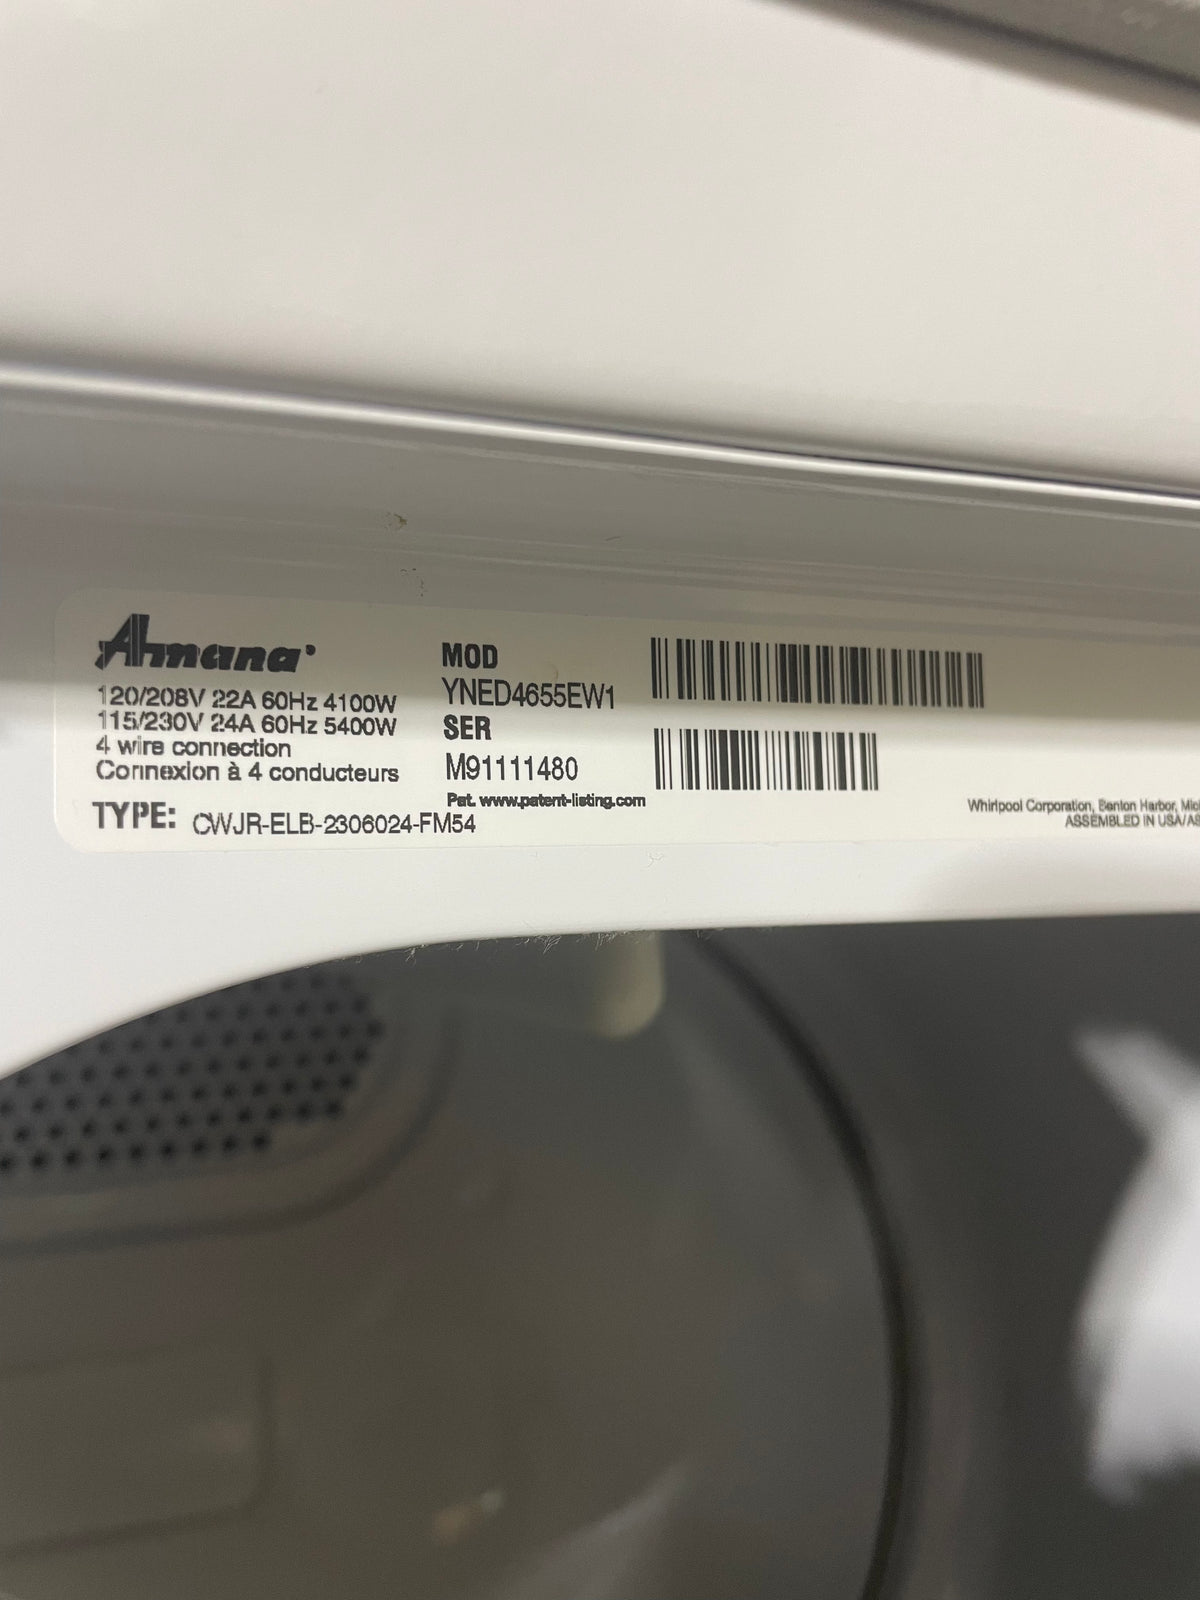 Amana
120/208V 22A 60Hz 4100W
115/230V 24A 60Hz 5400W
4 wire connection
Connexion à 4 conducteurs
TYPE: CWJR-ELB-2306024-FM54
MOD
YNED4655EW1
SER
M91111480
Pat. www.patent-listing.com
Whirlpool Corporation, Benton Harbor,
ASSEMBLED IN USA/